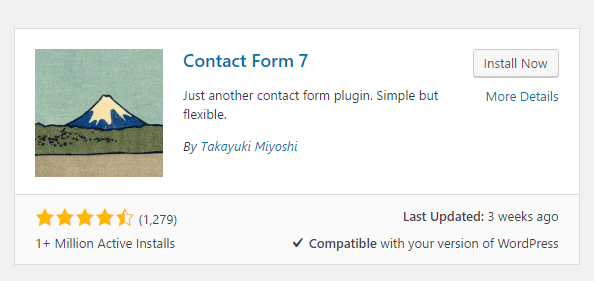 Contact Form 7
Install Now
More Details
Just another contact form plugin. Simple but
flexible.
By Takayuki Miyoshi
(1,279)
Last Updated: 3 weeks ago
1+ Million Active Installs
Compatible with your version of WordPress